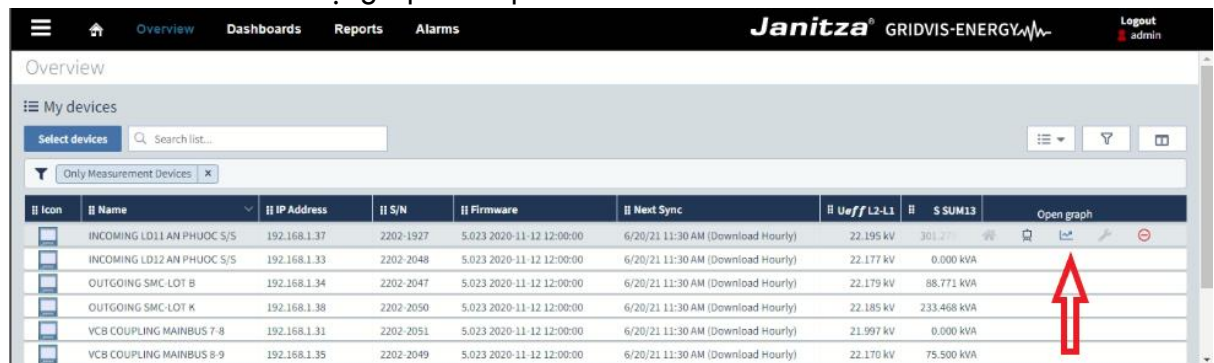 Overview Dashboards Reports Alarms Janitza® GRIDVIS-ENERGY Logout
admin
Overview
My devices
Select devices Search list...
Only Measurement Devices x
Icon Name IP Address S/N Firmware Next Sync Ueff L2-L1 S SUM13 Open graph
INCOMING LD11 AN PHUOC S/S 192.168.1.37 2202-1927 5.023 2020-11-12 12:00:00 6/20/21 11:30 AM (Download Hourly) 22.195 kV
INCOMING LD12 AN PHUOC S/S 192.168.1.33 2202-2048 5.023 2020-11-12 12:00:00 6/20/21 11:30 AM (Download Hourly) 22.177 kV 0.000 kVA
OUTGOING SMC-LOT B 192.168.1.34 2202-2047 5.023 2020-11-12 12:00:00 6/20/21 11:30 AM (Download Hourly) 22.179 kV 88.771 kVA
OUTGOING SMC-LOT K 192.168.1.38 2202-2050 5.023 2020-11-12 12:00:00 6/20/21 11:30 AM (Download Hourly) 22.185 kV 233.468 kVA
VCB COUPLING MAINBUS 7-8 192.168.1.31 2202-2051 5.023 2020-11-12 12:00:00 6/20/21 11:30 AM (Download Hourly) 21.997 kV 0.000 kVA
VCB COUPLING MAINBUS 8-9 192.168.1.35 2202-2049 5.023 2020-11-12 12:00:00 6/20/21 11:30 AM (Download Hourly) 22.170 kV 75.500 kVA